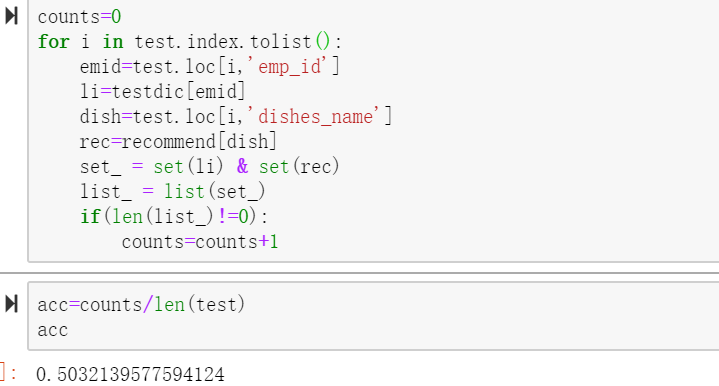 counts=0
for i in test.index.tolist():
    emid=test.loc[i,'emp_id']
    li=testdic[emid]
    dish=test.loc[i,'dishes_name']
    rec=recommend[dish]
    set_ = set(li) & set(rec)
    list_ = list(set_)
    if(len(list_)!=0):
        counts=counts+1
acc=counts/len(test)
acc
]: 0.5032139577594124